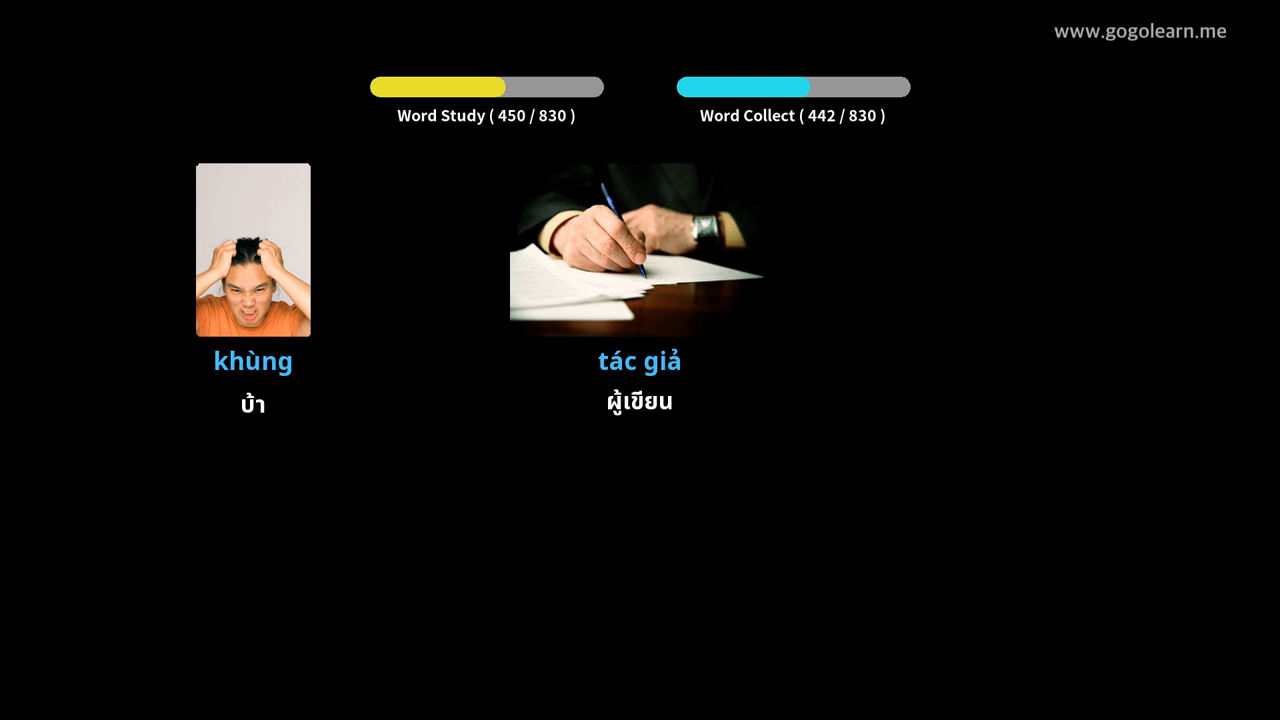 www.gogolearn.me
Word Study ( 450 / 830 )
Word Collect ( 442 / 830 )
khùng
บ้า
tác giả
ผู้เขียน